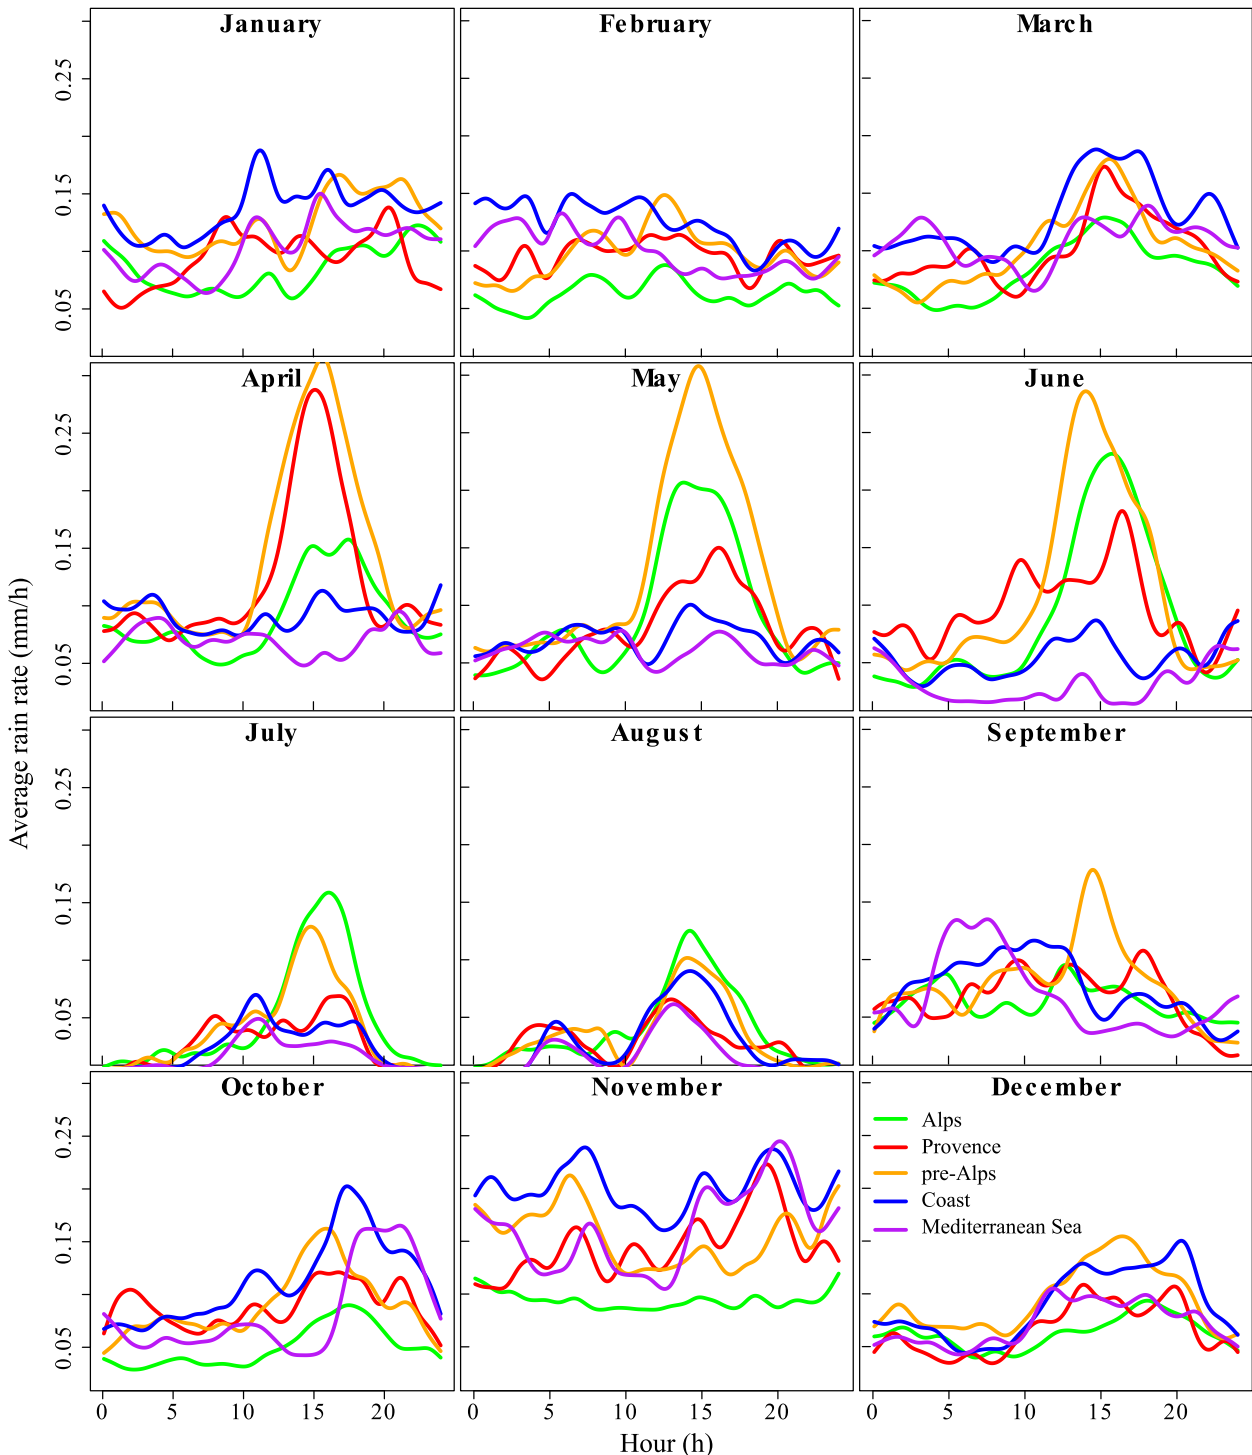 January
February
March
0.25
0.15
0.05
April
May
June
0.25
0.15
0.05
Average rain rate (mm/h)
July
August
September
0.25
0.15
0.05
October
November
December
0.25
0.15
0.05
Alps
Provence
pre-Alps
Coast
Mediterranean Sea
0 5 10 15 20
0 5 10 15 20
0 5 10 15 20
Hour (h)